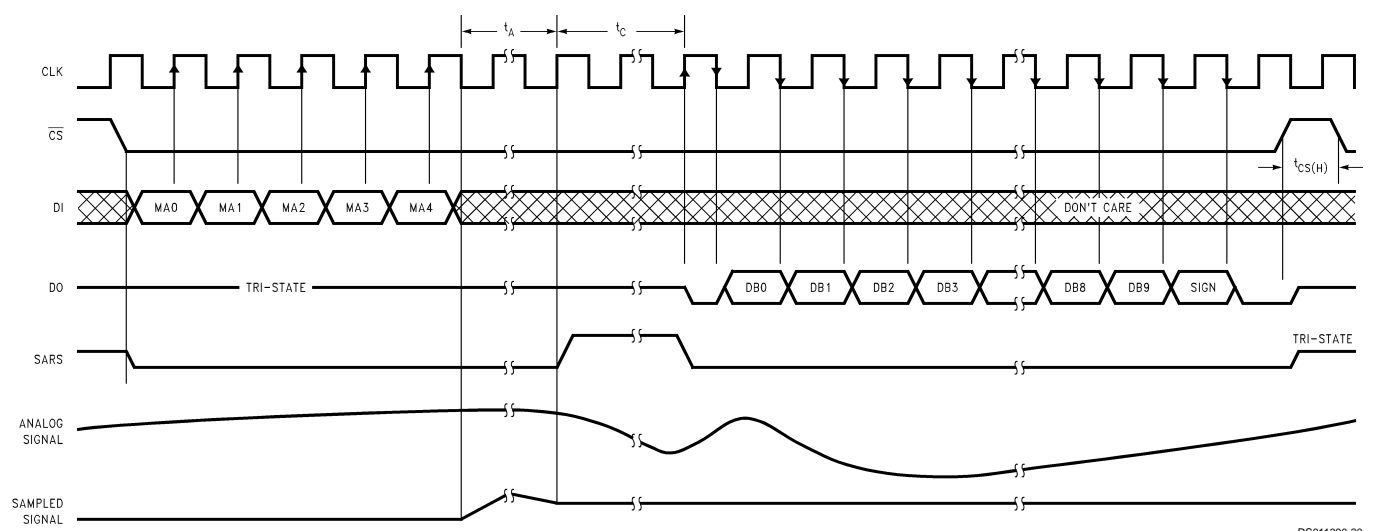 tA
tC
CLK
CS
tCS(H)
DI
MA0
MA1
MA2
MA3
MA4
DON'T CARE
DO
TRI-STATE
DB0
DB1
DB2
DB3
DB8
DB9
SIGN
SARS
TRI-STATE
ANALOG
SIGNAL
SAMPLED
SIGNAL